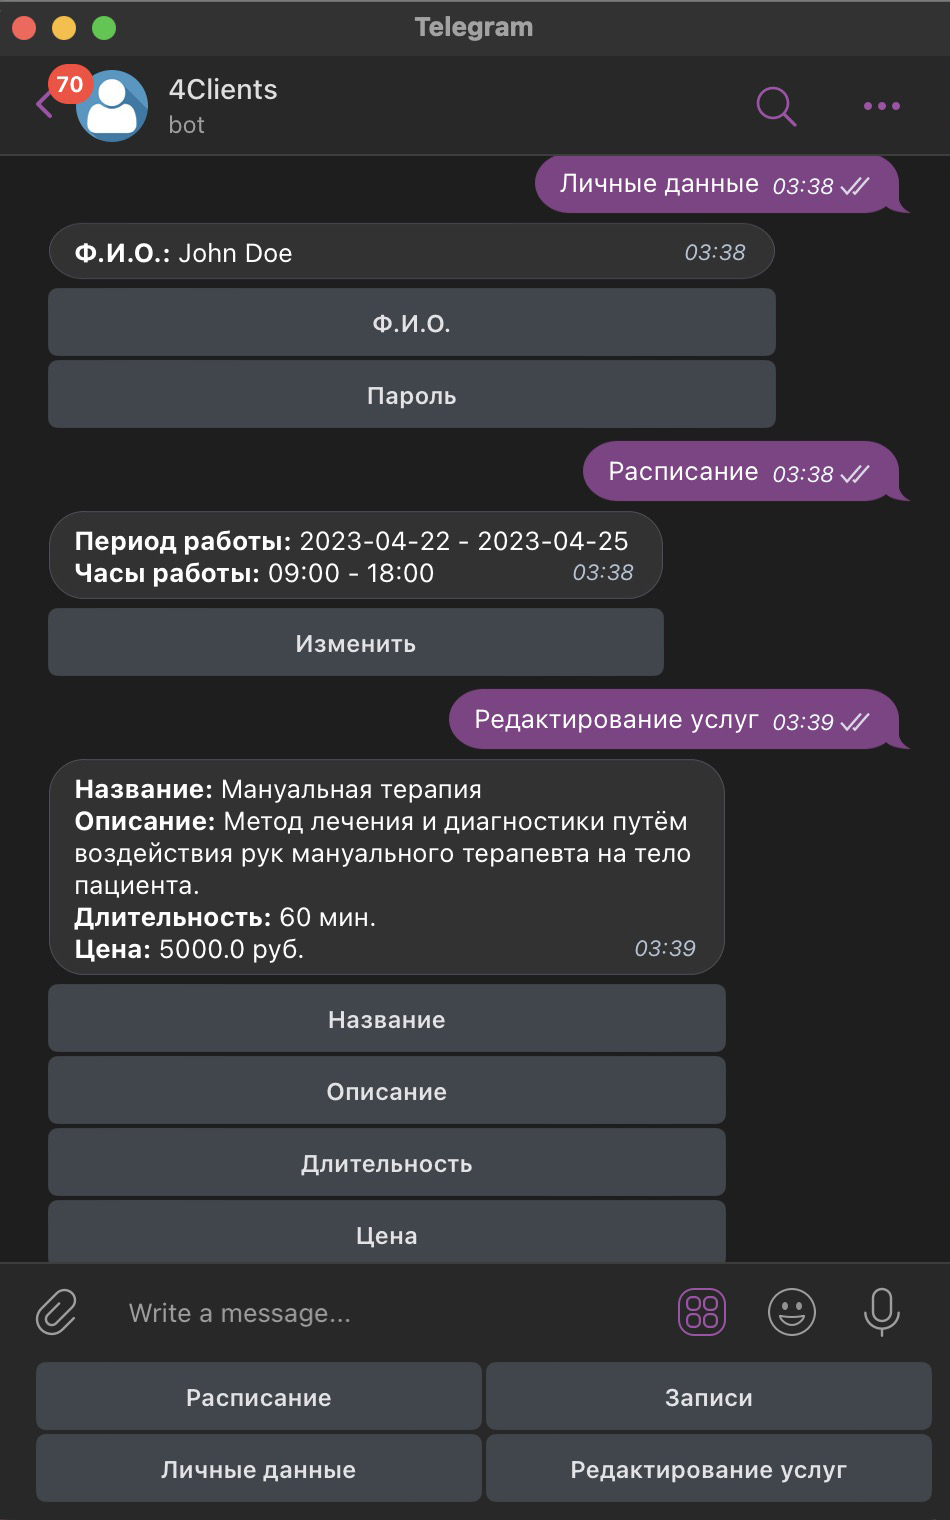 Telegram
70
4Clients
bot
Личные данные 03:38
Ф.И.О.: John Doe 03:38
Ф.И.О.
Пароль
Расписание 03:38
Период работы: 2023-04-22 - 2023-04-25
Часы работы: 09:00 - 18:00 03:38
Изменить
Редактирование услуг 03:39
Название: Мануальная терапия
Описание: Метод лечения и диагностики путём
воздействия рук мануального терапевта на тело
пациента.
Длительность: 60 мин.
Цена: 5000.0 руб. 03:39
Название
Описание
Длительность
Цена
Write a message...
Расписание Записи
Личные данные Редактирование услуг